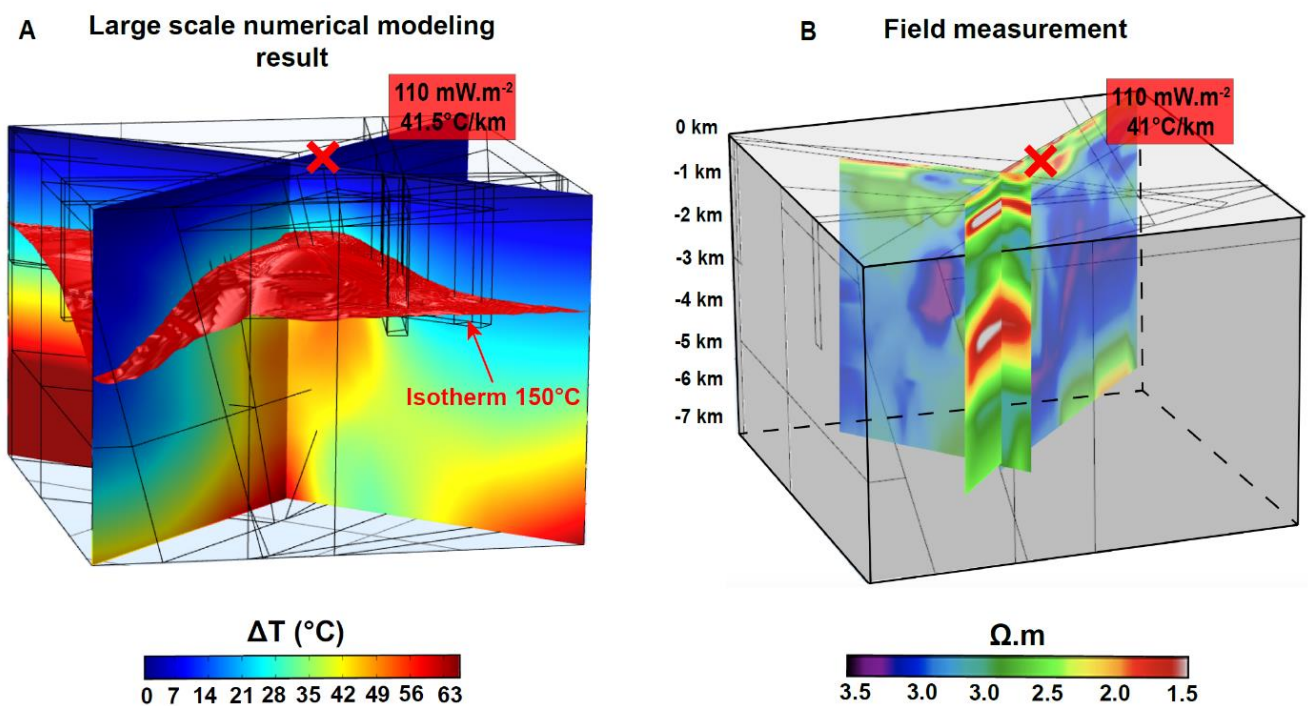 A
Large scale numerical modeling
result
110 mW.m⁻²
41.5°C/km
Isotherm 150°C
ΔT (°C)
0 7 14 21 28 35 42 49 56 63
B
Field measurement
110 mW.m⁻²
41°C/km
0 km
-1 km
-2 km
-3 km
-4 km
-5 km
-6 km
-7 km
Ω.m
3.5 3.0 3.0 2.5 2.0 1.5